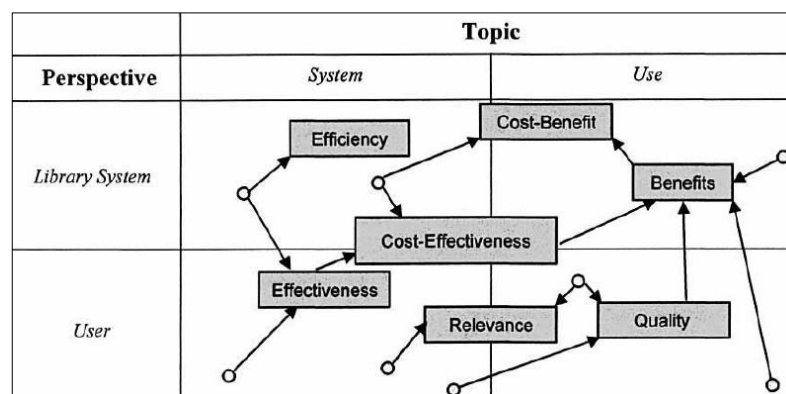 Topic
Perspective
System
Use
Cost-Benefit
Efficiency
Library System
Benefits
Cost-Effectiveness
Effectiveness
Relevance
Quality
User